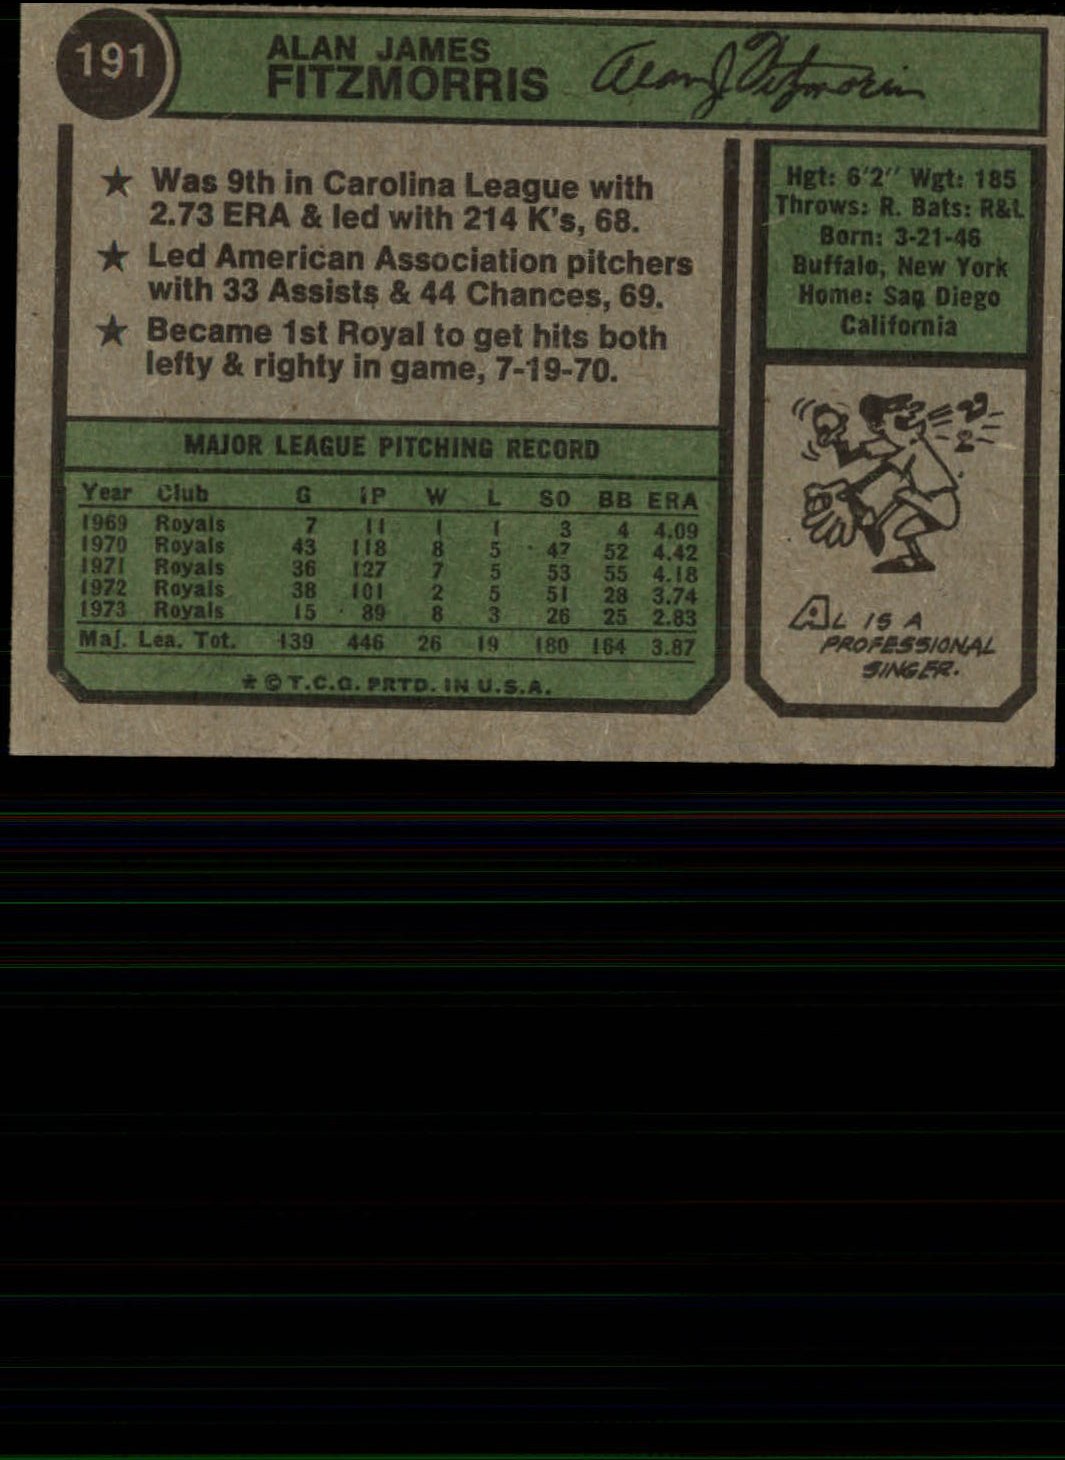 191
ALAN JAMES
FITZMORRIS
Alan J Fitzmorris
★ Was 9th in Carolina League with
2.73 ERA & led with 214 K's, 68.
★ Led American Association pitchers
with 33 Assists & 44 Chances, 69.
★ Became 1st Royal to get hits both
lefty & righty in game, 7-19-70.
MAJOR LEAGUE PITCHING RECORD
Year Club G IP W L SO BB ERA
1969 Royals 7 11 1 1 3 4 4.09
1970 Royals 43 118 8 5 47 52 4.42
1971 Royals 36 127 7 5 53 55 4.18
1972 Royals 38 101 2 5 51 28 3.74
1973 Royals 15 89 8 3 26 25 2.83
Maj. Lea. Tot. 139 446 26 19 180 164 3.87
* © T.C.G. PRTD. IN U.S.A.
Hgt: 6'2" Wgt: 185
Throws: R. Bats: R&L
Born: 3-21-46
Buffalo, New York
Home: San Diego
California
AL IS A
PROFESSIONAL
SINGER.